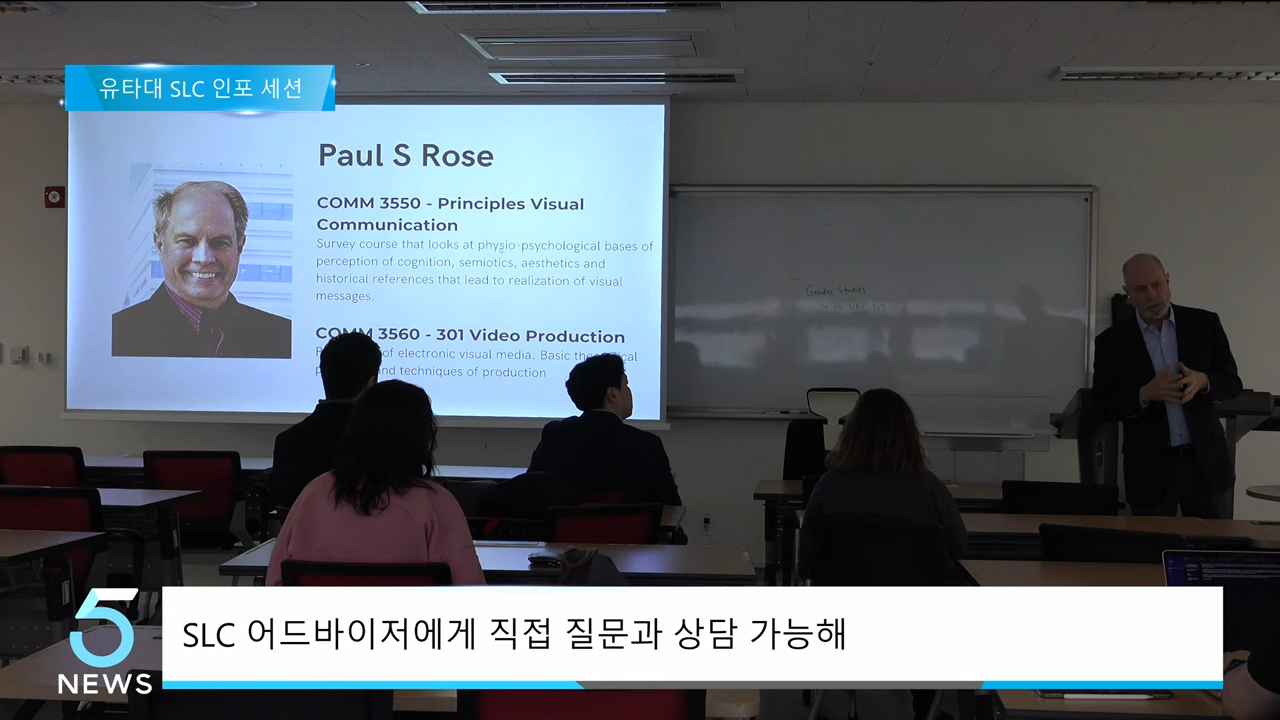 유타대 SLC 인포 세션
Paul S Rose
COMM 3550 - Principles Visual
Communication
Survey course that looks at physio-psychological bases of
perception of cognition, semiotics, aesthetics and
historical references that lead to realization of visual
messages.
COMM 3560 - 301 Video Production
of electronic visual media. Basic theoretical
and techniques of production
Gender Studies
SLC 어드바이저에게 직접 질문과 상담 가능해
5
NEWS